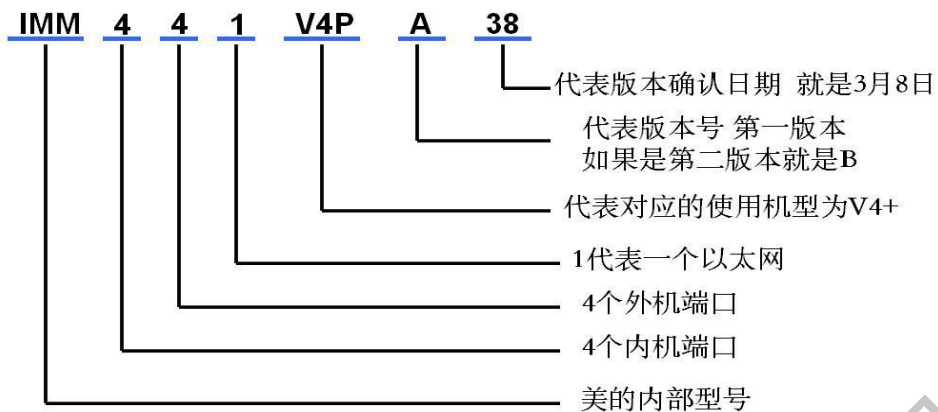 IMM 4 4 1 V4P A 38
代表版本确认日期 就是3月8日
代表版本号 第一版本
如果是第二版本就是B
代表对应的使用机型为V4+
1代表一个以太网
4个外机端口
4个内机端口
美的内部型号